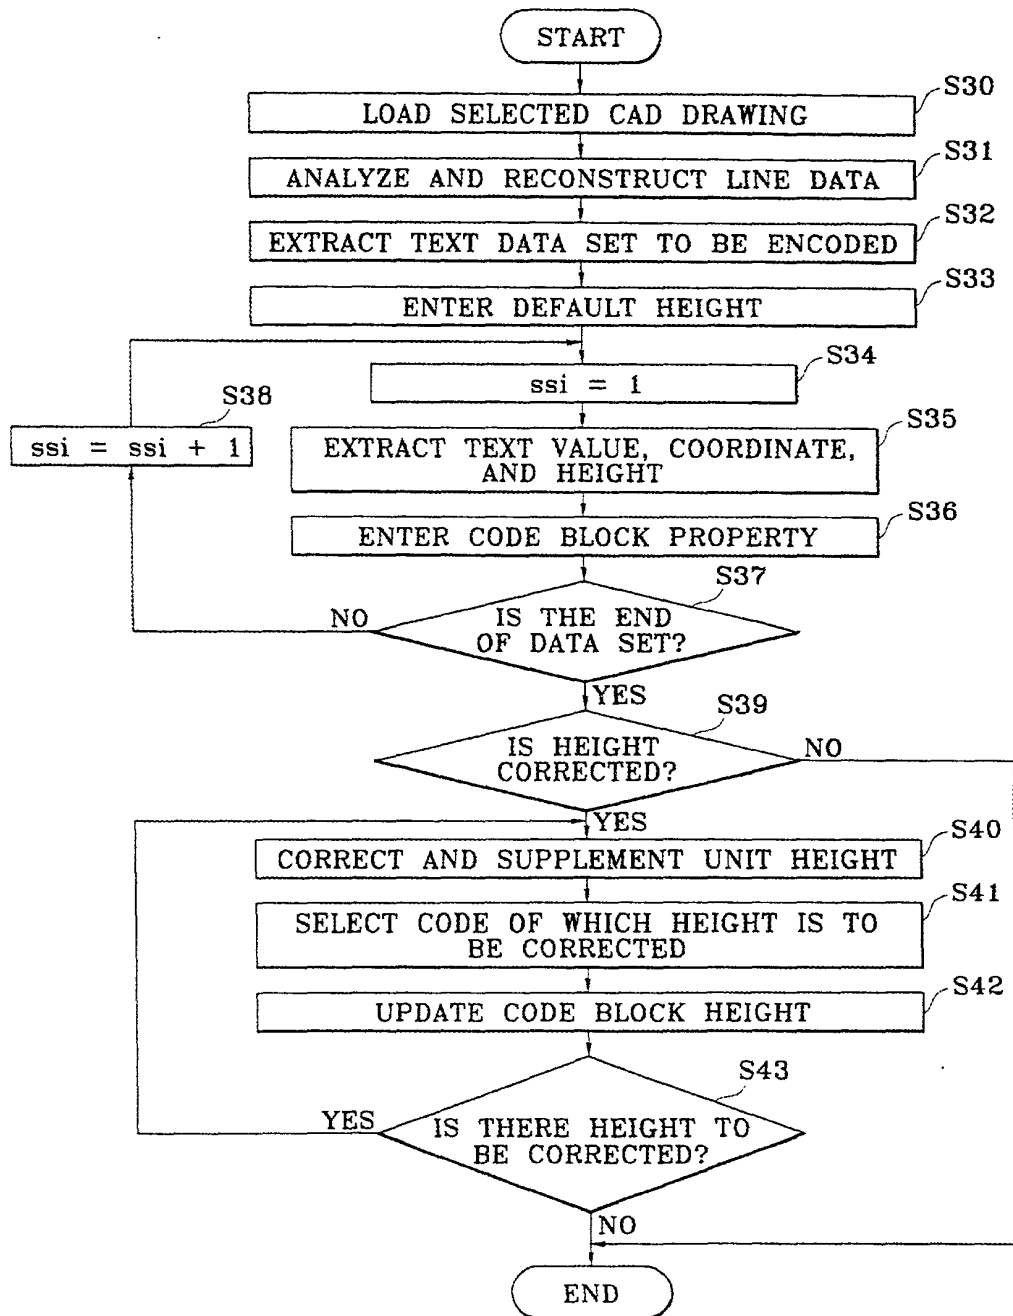 START
S30
LOAD SELECTED CAD DRAWING
S31
ANALYZE AND RECONSTRUCT LINE DATA
S32
EXTRACT TEXT DATA SET TO BE ENCODED
S33
ENTER DEFAULT HEIGHT
S34
ssi = 1
S38
ssi = ssi + 1
S35
EXTRACT TEXT VALUE, COORDINATE,
AND HEIGHT
S36
ENTER CODE BLOCK PROPERTY
S37
NO
IS THE END
OF DATA SET?
YES
S39
IS HEIGHT
CORRECTED?
NO
YES
S40
CORRECT AND SUPPLEMENT UNIT HEIGHT
S41
SELECT CODE OF WHICH HEIGHT IS TO
BE CORRECTED
S42
UPDATE CODE BLOCK HEIGHT
S43
YES
IS THERE HEIGHT TO
BE CORRECTED?
NO
END